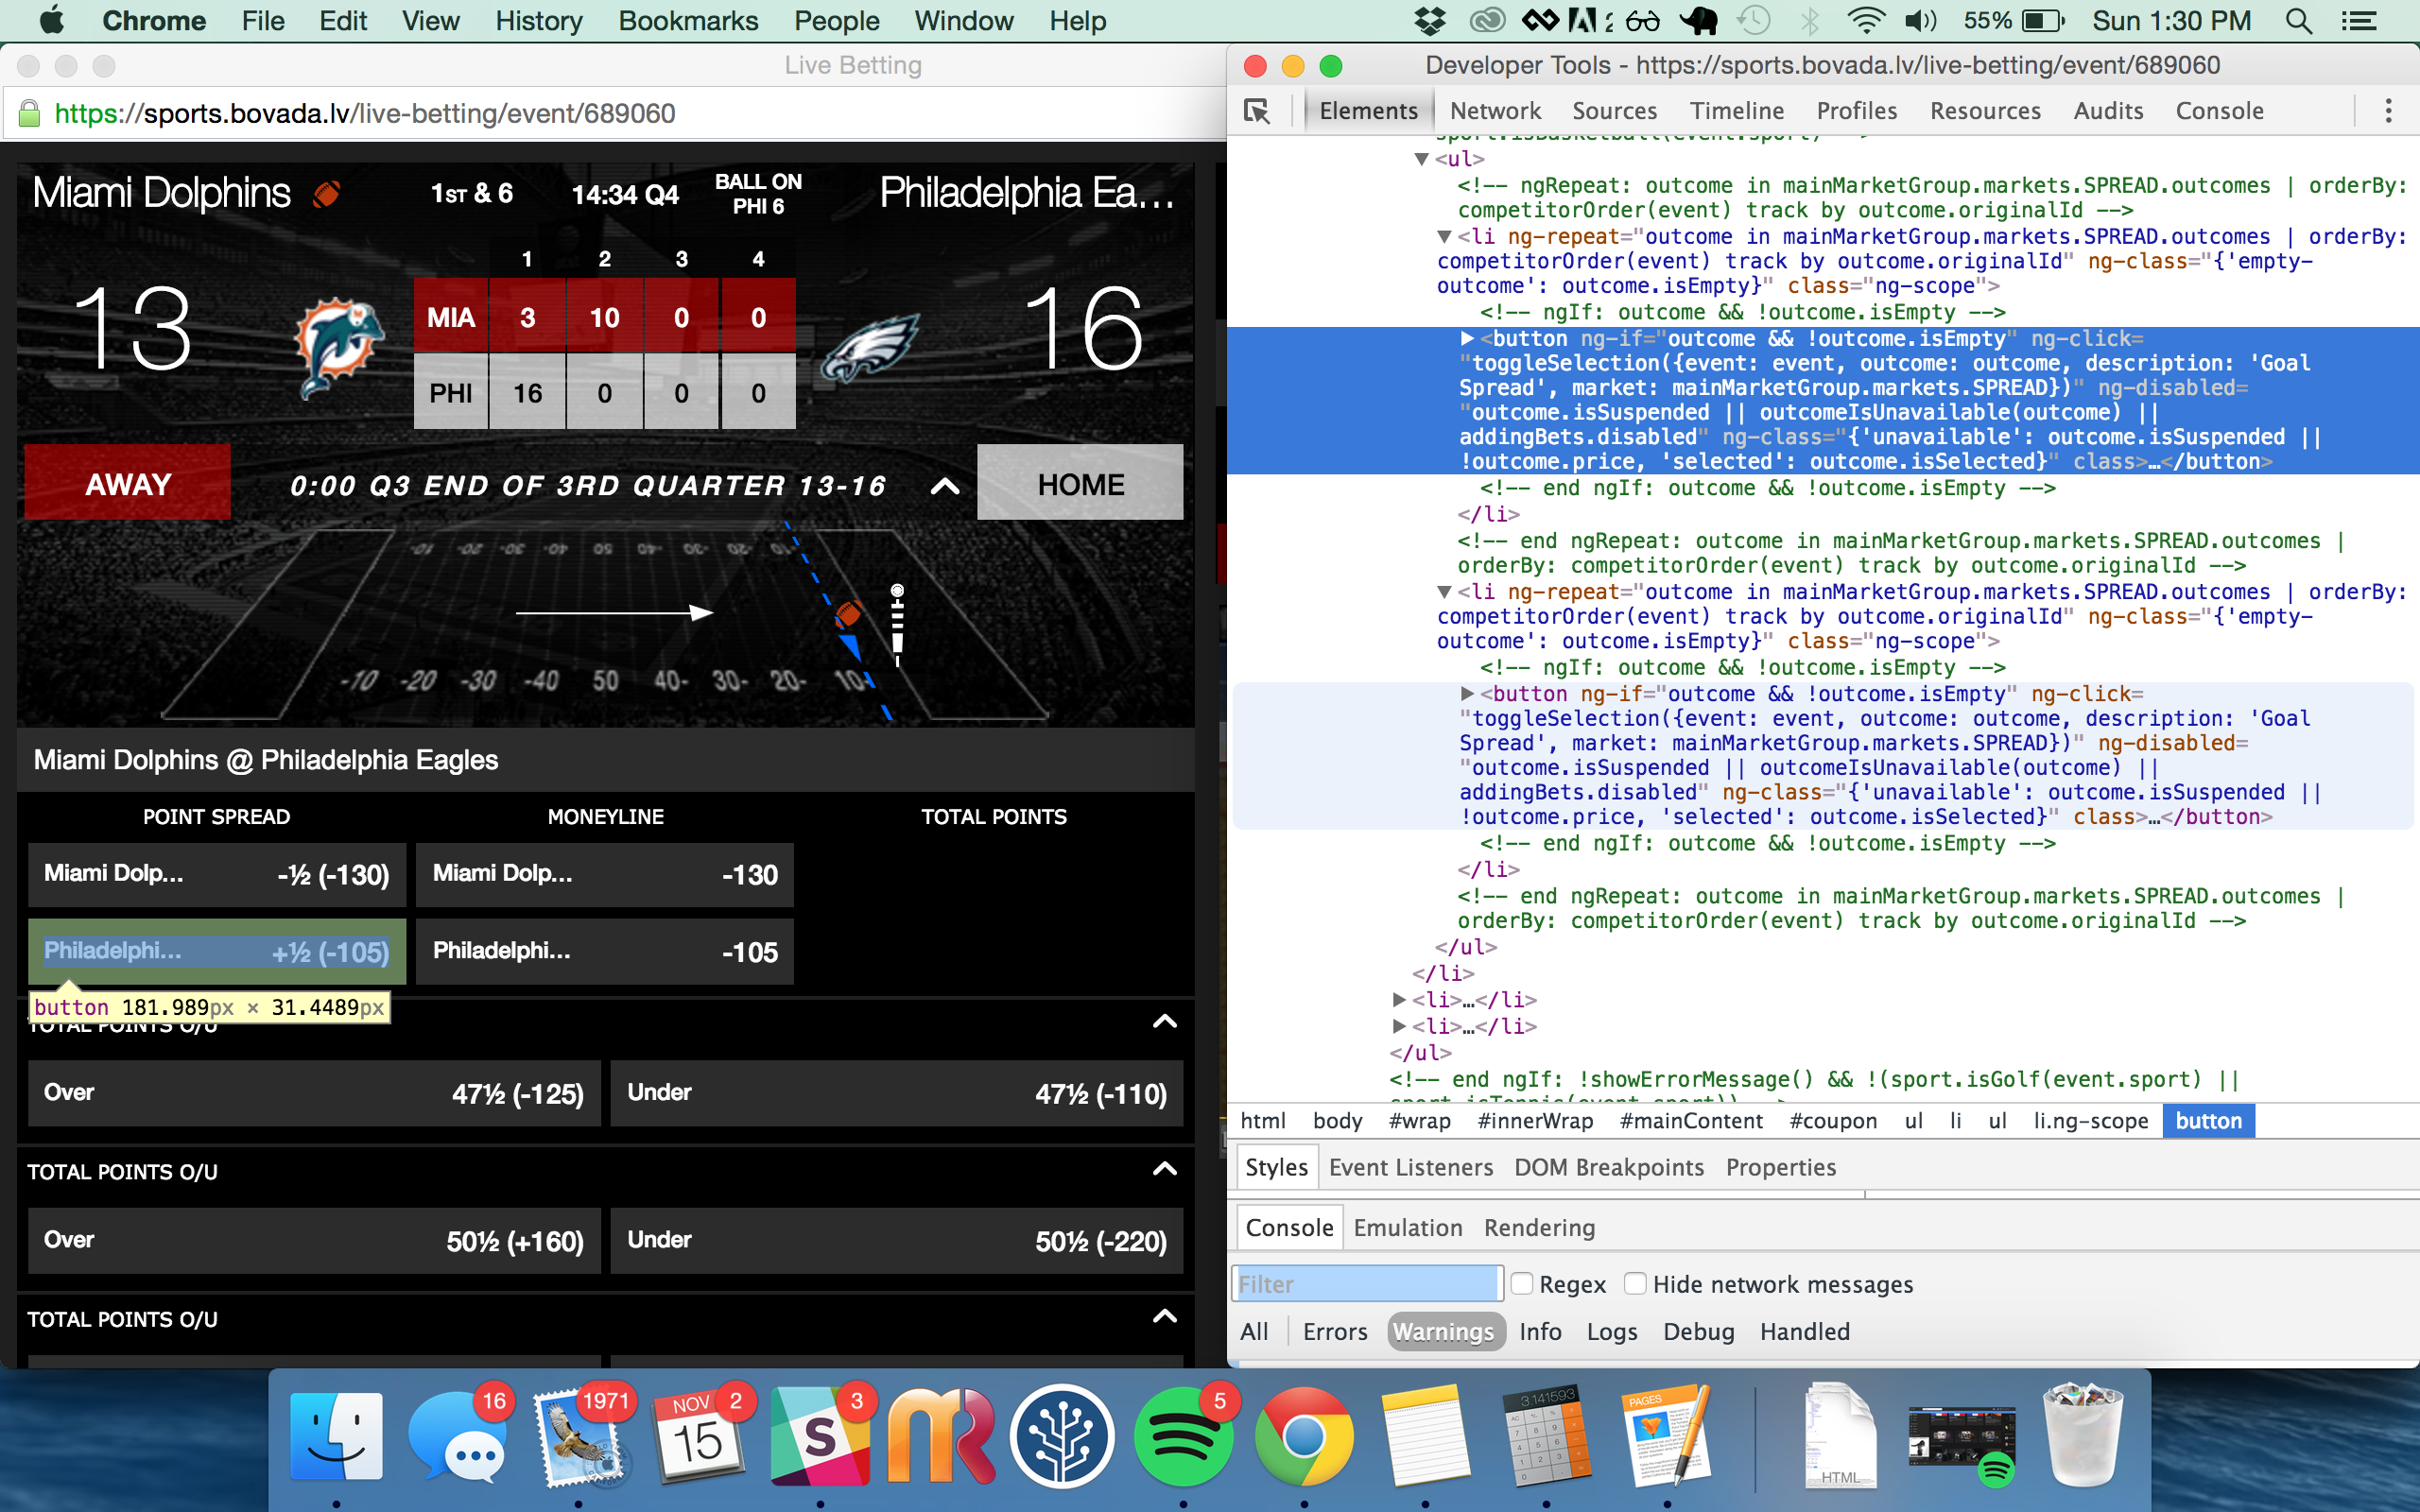 Chrome File Edit View History Bookmarks People Window Help 2 55% Sun 1:30 PM
Live Betting
https://sports.bovada.lv/live-betting/event/689060
Miami Dolphins 1ST & 6 14:34 Q4 BALL ON PHI 6 Philadelphia Ea...
1 2 3 4
13 MIA 3 10 0 0 16
PHI 16 0 0 0
AWAY 0:00 Q3 END OF 3RD QUARTER 13-16 HOME
-10 -20 -30 -40 50 40- 30- 20- 10-
Miami Dolphins @ Philadelphia Eagles
POINT SPREAD MONEYLINE TOTAL POINTS
Miami Dolp... -½ (-130) Miami Dolp... -130
Philadelphi... +½ (-105) Philadelphi... -105
button 181.989px × 31.4489px
TOTAL POINTS O/U
Over 47½ (-125) Under 47½ (-110)
TOTAL POINTS O/U
Over 50½ (+160) Under 50½ (-220)
TOTAL POINTS O/U
Developer Tools - https://sports.bovada.lv/live-betting/event/689060
Elements Network Sources Timeline Profiles Resources Audits Console
sport.isBasketball(event.sport) -->
<ul>
<!-- ngRepeat: outcome in mainMarketGroup.markets.SPREAD.outcomes | orderBy:
competitorOrder(event) track by outcome.originalId -->
<li ng-repeat="outcome in mainMarketGroup.markets.SPREAD.outcomes | orderBy:
competitorOrder(event) track by outcome.originalId" ng-class="{'empty-
outcome': outcome.isEmpty}" class="ng-scope">
<!-- ngIf: outcome && !outcome.isEmpty -->
<button ng-if="outcome && !outcome.isEmpty" ng-click=
"toggleSelection({event: event, outcome: outcome, description: 'Goal
Spread', market: mainMarketGroup.markets.SPREAD})" ng-disabled=
"outcome.isSuspended || outcomeIsUnavailable(outcome) ||
addingBets.disabled" ng-class="{'unavailable': outcome.isSuspended ||
!outcome.price, 'selected': outcome.isSelected}" class>…</button>
<!-- end ngIf: outcome && !outcome.isEmpty -->
</li>
<!-- end ngRepeat: outcome in mainMarketGroup.markets.SPREAD.outcomes |
orderBy: competitorOrder(event) track by outcome.originalId -->
<li ng-repeat="outcome in mainMarketGroup.markets.SPREAD.outcomes | orderBy:
competitorOrder(event) track by outcome.originalId" ng-class="{'empty-
outcome': outcome.isEmpty}" class="ng-scope">
<!-- ngIf: outcome && !outcome.isEmpty -->
<button ng-if="outcome && !outcome.isEmpty" ng-click=
"toggleSelection({event: event, outcome: outcome, description: 'Goal
Spread', market: mainMarketGroup.markets.SPREAD})" ng-disabled=
"outcome.isSuspended || outcomeIsUnavailable(outcome) ||
addingBets.disabled" ng-class="{'unavailable': outcome.isSuspended ||
!outcome.price, 'selected': outcome.isSelected}" class>…</button>
<!-- end ngIf: outcome && !outcome.isEmpty -->
</li>
<!-- end ngRepeat: outcome in mainMarketGroup.markets.SPREAD.outcomes |
orderBy: competitorOrder(event) track by outcome.originalId -->
</ul>
</li>
<li>…</li>
<li>…</li>
</ul>
<!-- end ngIf: !showErrorMessage() && !(sport.isGolf(event.sport) ||
sport.isTennis(event.sport)) -->
html body #wrap #innerWrap #mainContent #coupon ul li ul li.ng-scope button
Styles Event Listeners DOM Breakpoints Properties
Console Emulation Rendering
Filter Regex Hide network messages
All Errors Warnings Info Logs Debug Handled
16 1971 NOV 15 2 S 3 5 3.141593 PAGES HTML